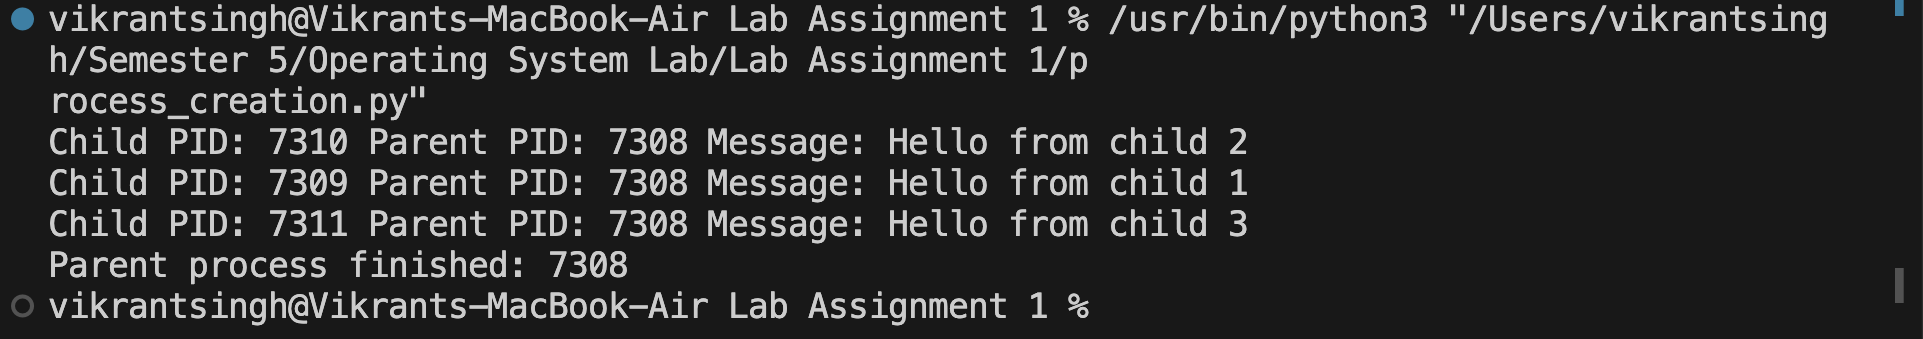 vikrantsingh@Vikrants-MacBook-Air Lab Assignment 1 % /usr/bin/python3 "/Users/vikrantsing
h/Semester 5/Operating System Lab/Lab Assignment 1/p
rocess_creation.py"
Child PID: 7310 Parent PID: 7308 Message: Hello from child 2
Child PID: 7309 Parent PID: 7308 Message: Hello from child 1
Child PID: 7311 Parent PID: 7308 Message: Hello from child 3
Parent process finished: 7308
vikrantsingh@Vikrants-MacBook-Air Lab Assignment 1 %